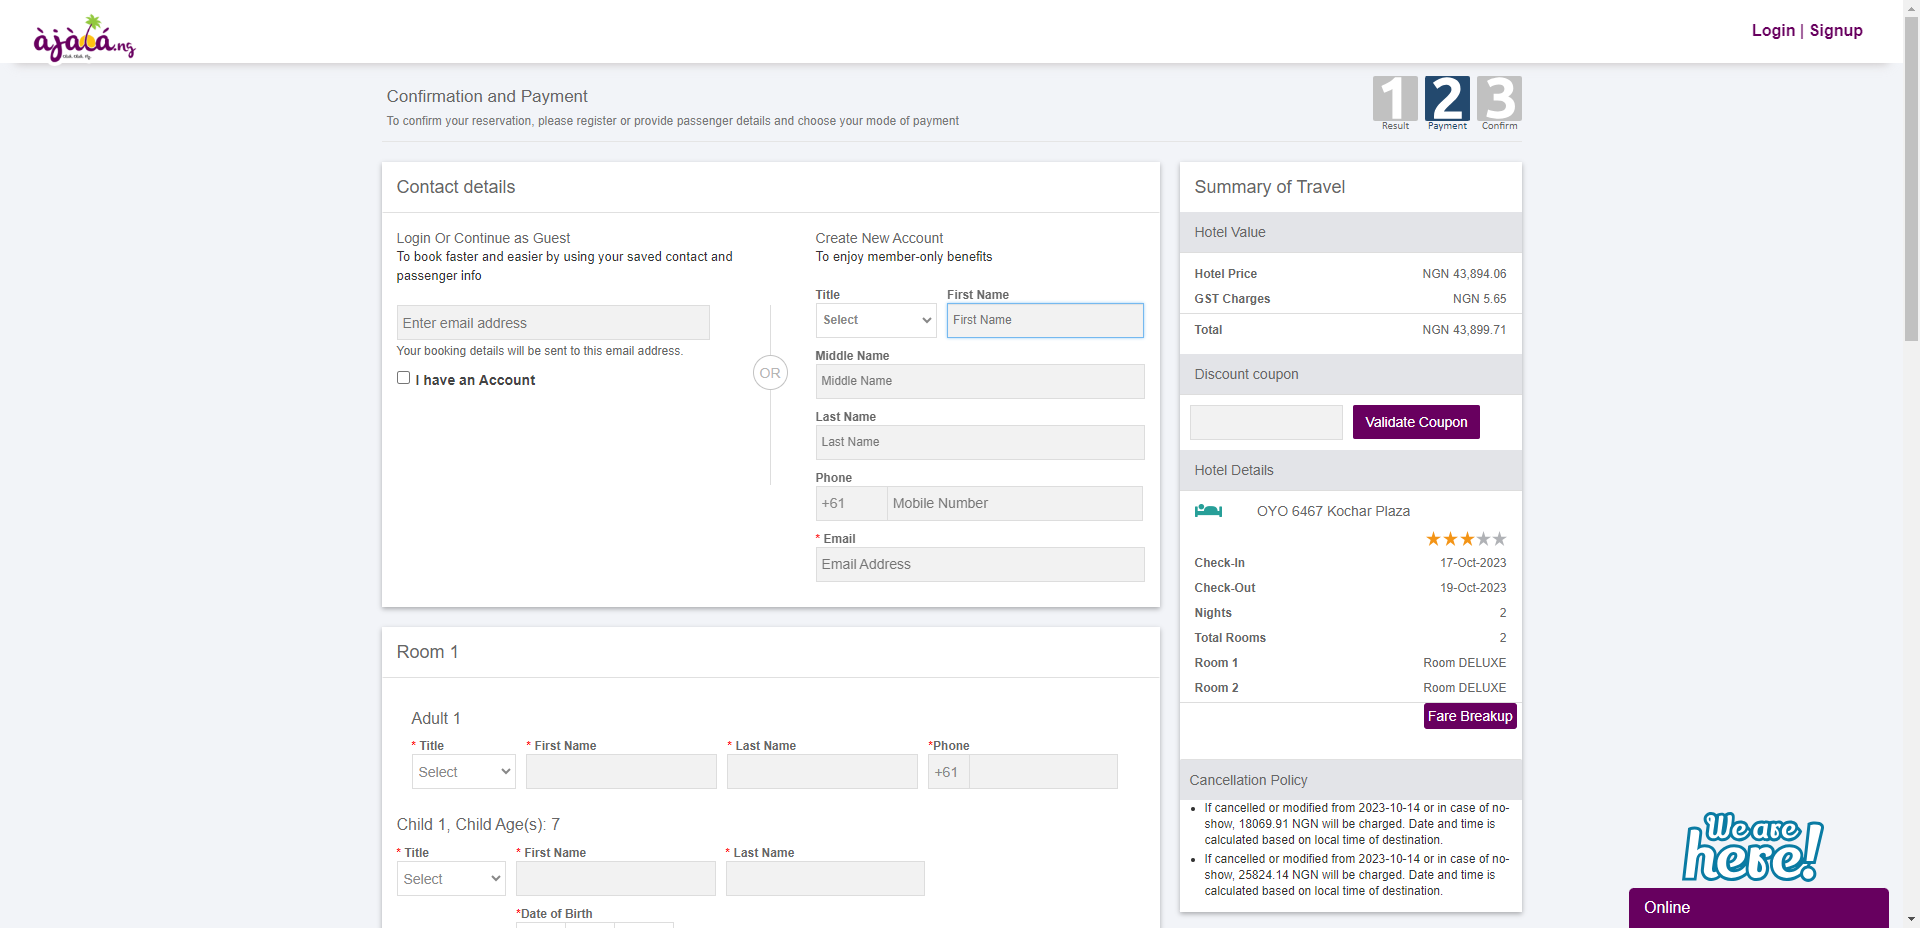 àjàlá.ng
Login | Signup
Confirmation and Payment
To confirm your reservation, please register or provide passenger details and choose your mode of payment
1 2 3
Result Payment Confirm
Contact details
Login Or Continue as Guest
To book faster and easier by using your saved contact and
passenger info
Enter email address
Your booking details will be sent to this email address.
I have an Account
OR
Create New Account
To enjoy member-only benefits
Title First Name
Select First Name
Middle Name
Middle Name
Last Name
Last Name
Phone
+61 Mobile Number
* Email
Email Address
Room 1
Adult 1
* Title * First Name * Last Name *Phone
Select +61
Child 1, Child Age(s): 7
* Title * First Name * Last Name
Select
*Date of Birth
Summary of Travel
Hotel Value
Hotel Price NGN 43,894.06
GST Charges NGN 5.65
Total NGN 43,899.71
Discount coupon
Validate Coupon
Hotel Details
OYO 6467 Kochar Plaza
Check-In 17-Oct-2023
Check-Out 19-Oct-2023
Nights 2
Total Rooms 2
Room 1 Room DELUXE
Room 2 Room DELUXE
Fare Breakup
Cancellation Policy
• If cancelled or modified from 2023-10-14 or in case of no-
show, 18069.91 NGN will be charged. Date and time is
calculated based on local time of destination.
• If cancelled or modified from 2023-10-14 or in case of no-
show, 25824.14 NGN will be charged. Date and time is
calculated based on local time of destination.
We are
here!
Online